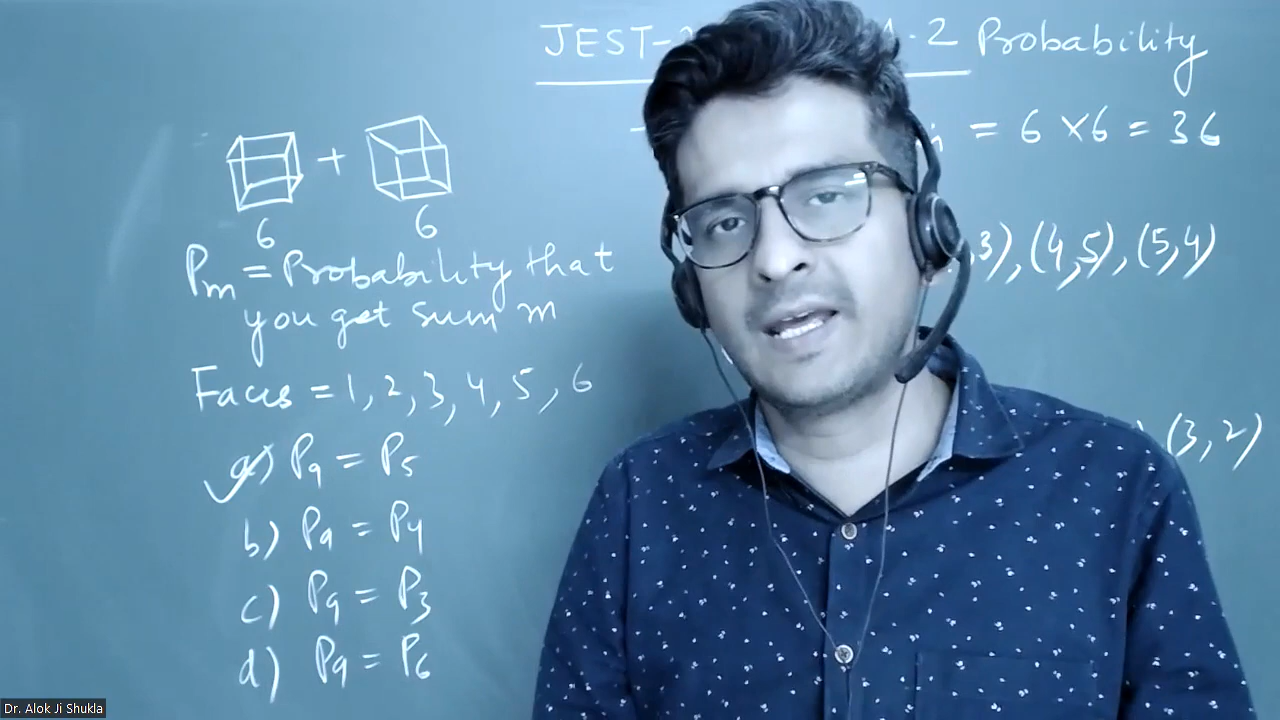 JEST- 2 Probability
= 6 × 6 = 36
+
6 6
Pm = Probability that
you get sum m
3), (4,5), (5,4)
Faces = 1, 2, 3, 4, 5, 6
(3,2)
a) P9 = P5
b) P9 = P4
c) P9 = P3
d) P9 = P6
Dr. Alok Ji Shukla